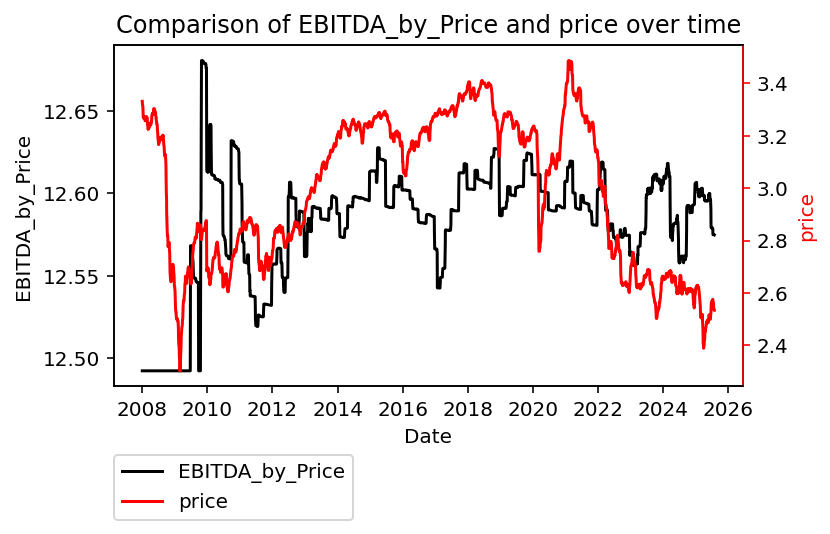 Comparison of EBITDA_by_Price and price over time
EBITDA_by_Price
12.65
12.60
12.55
12.50
3.4
3.2
3.0
2.8
2.6
2.4
price
2008 2010 2012 2014 2016 2018 2020 2022 2024 2026
Date
EBITDA_by_Price
price